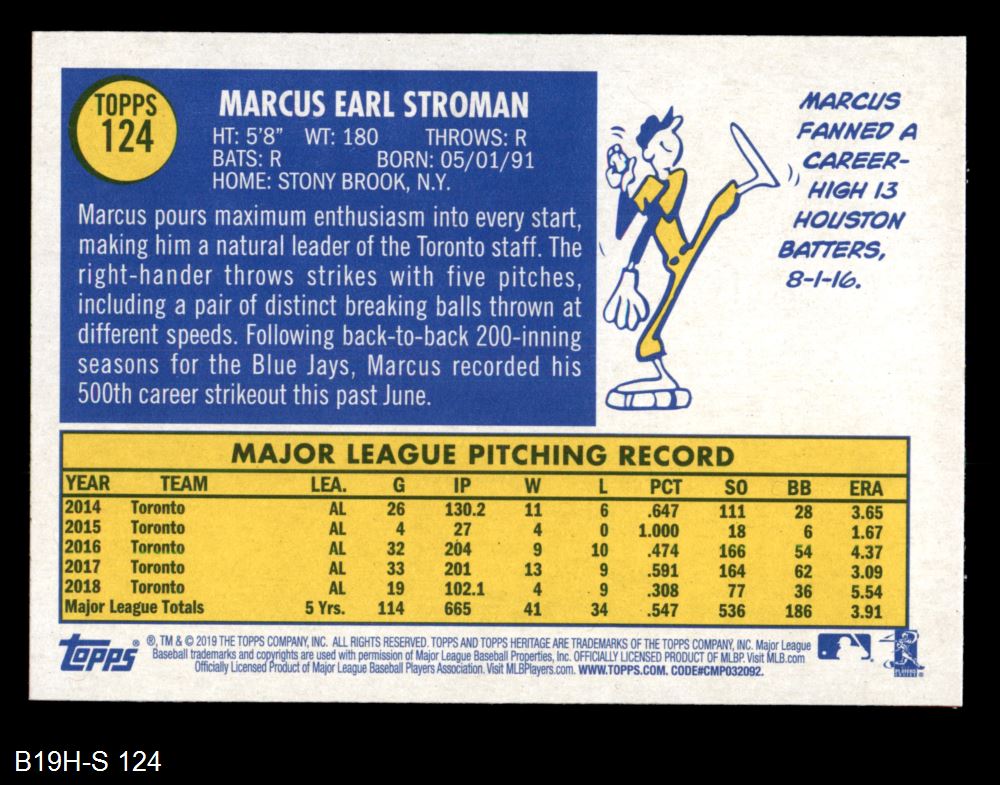 TOPPS
124
MARCUS EARL STROMAN
HT: 5'8" WT: 180 THROWS: R
BATS: R BORN: 05/01/91
HOME: STONY BROOK, N.Y.
Marcus pours maximum enthusiasm into every start,
making him a natural leader of the Toronto staff. The
right-hander throws strikes with five pitches,
including a pair of distinct breaking balls thrown at
different speeds. Following back-to-back 200-inning
seasons for the Blue Jays, Marcus recorded his
500th career strikeout this past June.
MARCUS
FANNED A
CAREER-
HIGH 13
HOUSTON
BATTERS,
8-1-16.
MAJOR LEAGUE PITCHING RECORD
YEAR TEAM LEA. G IP W L PCT SO BB ERA
2014 Toronto AL 26 130.2 11 6 .647 111 28 3.65
2015 Toronto AL 4 27 4 0 1.000 18 6 1.67
2016 Toronto AL 32 204 9 10 .474 166 54 4.37
2017 Toronto AL 33 201 13 9 .591 164 62 3.09
2018 Toronto AL 19 102.1 4 9 .308 77 36 5.54
Major League Totals 5 Yrs. 114 665 41 34 .547 536 186 3.91
Topps ®
®, TM & © 2019 THE TOPPS COMPANY, INC. ALL RIGHTS RESERVED. TOPPS AND TOPPS HERITAGE ARE TRADEMARKS OF THE TOPPS COMPANY, INC. Major League
Baseball trademarks and copyrights are used with permission of Major League Baseball Properties, Inc. OFFICIALLY LICENSED PRODUCT OF MLBP. Visit MLB.com
Officially Licensed Product of Major League Baseball Players Association. Visit MLBPlayers.com. WWW.TOPPS.COM. CODE#CMP032092.
B19H-S 124